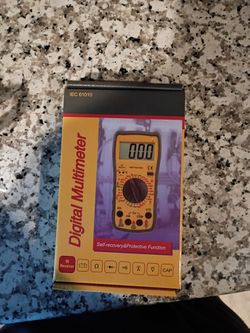 IEC 61010
Digital Multimeter
000
Self-recovery&Protective Function
Ω
CAP